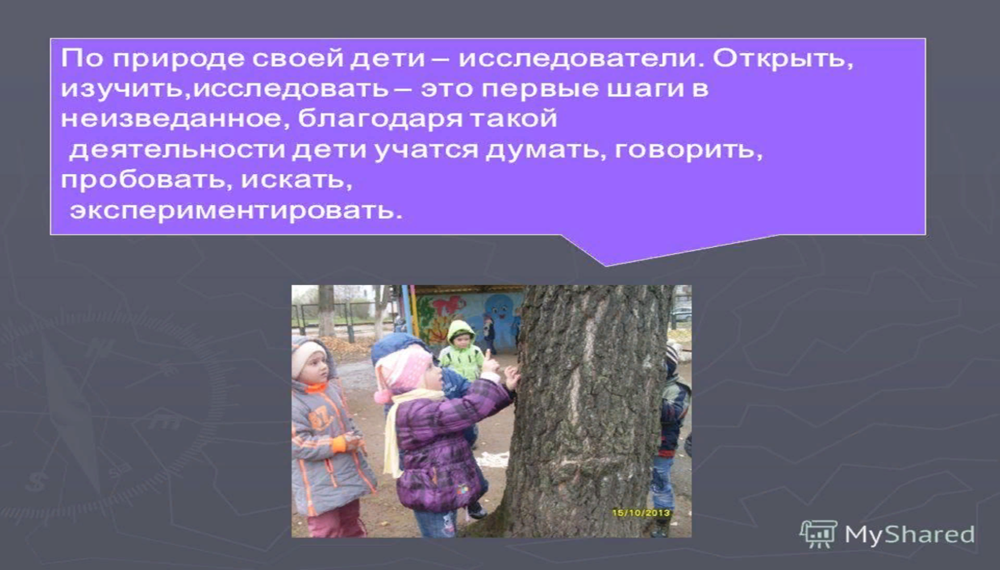 По природе своей дети – исследователи. Открыть,
изучить,исследовать – это первые шаги в
неизведанное, благодаря такой
деятельности дети учатся думать, говорить,
пробовать, искать,
экспериментировать.
15/10/2013
MyShared